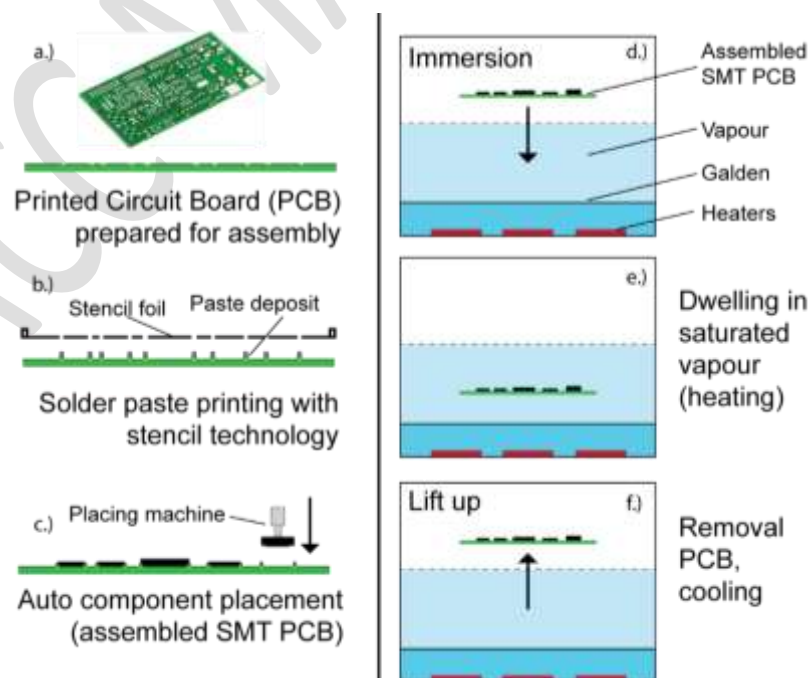 a.)
Printed Circuit Board (PCB)
prepared for assembly
b.)
Stencil foil
Paste deposit
Solder paste printing with
stencil technology
c.)
Placing machine
Auto component placement
(assembled SMT PCB)
Immersion
d.)
Assembled
SMT PCB
Vapour
Galden
Heaters
e.)
Dwelling in
saturated
vapour
(heating)
Lift up
f.)
Removal
PCB,
cooling